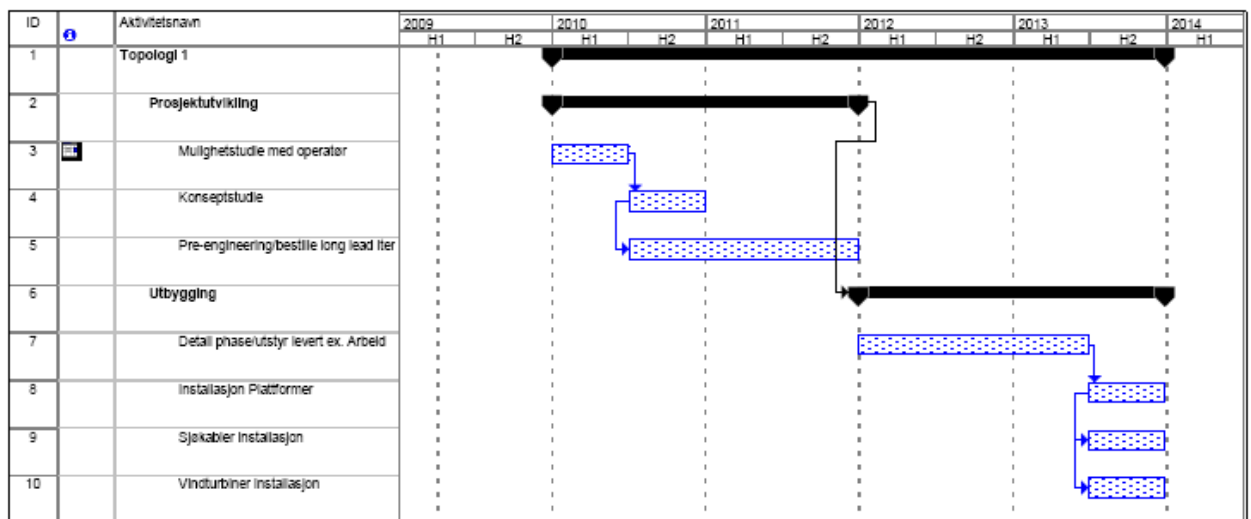 ID Aktivitetsnavn 2009 2010 2011 2012 2013 2014
H1 H2 H1 H2 H1 H2 H1 H2 H1 H2 H1
1 Topologi 1
2 Prosjektutvikling
3 Mulighetstudie med operatør
4 Konseptstudie
5 Pre-engineering/bestille long lead iter
6 Utbygging
7 Detail phase/utstyr levert ex. Arbeid
8 Installasjon Plattformer
9 Sjøkabler Installasjon
10 Vindturbiner Installasjon